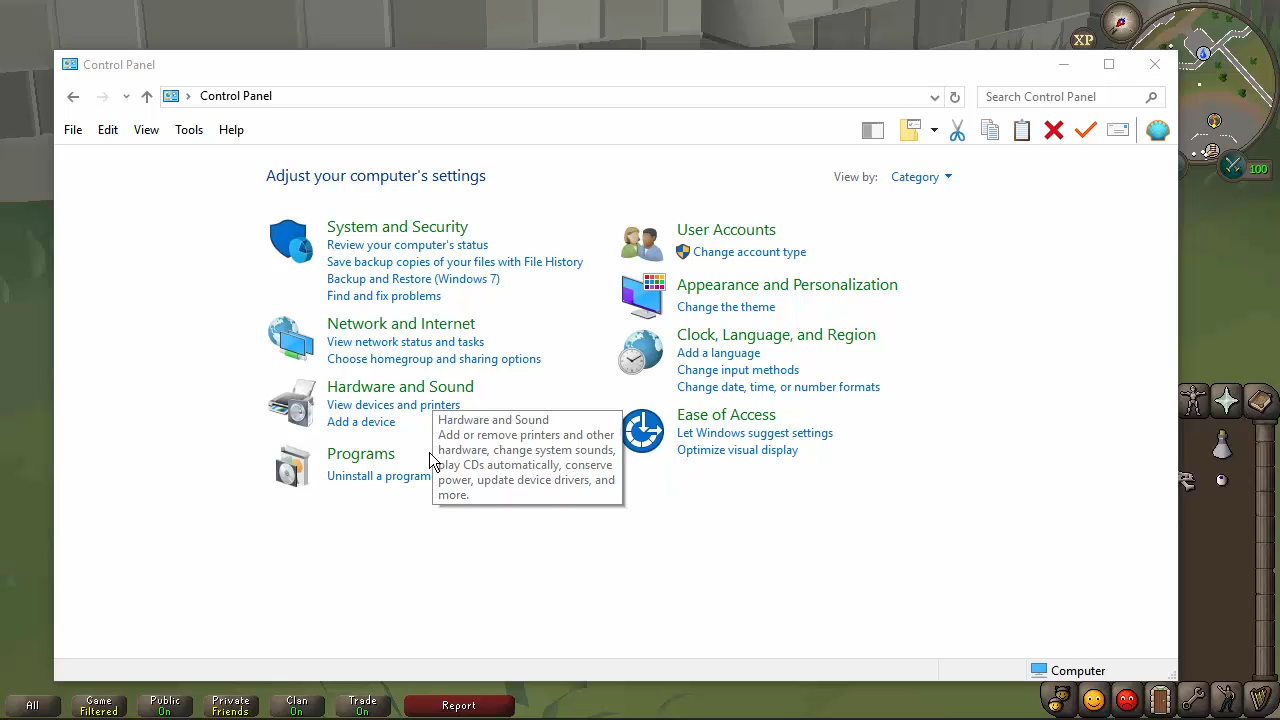 XP
Control Panel
Control Panel
Search Control Panel
File Edit View Tools Help
100
Adjust your computer's settings
View by: Category
System and Security
Review your computer's status
Save backup copies of your files with File History
Backup and Restore (Windows 7)
Find and fix problems
Network and Internet
View network status and tasks
Choose homegroup and sharing options
Hardware and Sound
View devices and printers
Add a device
Programs
Uninstall a program
Hardware and Sound
Add or remove printers and other
hardware, change system sounds,
play CDs automatically, conserve
power, update device drivers, and
more.
User Accounts
Change account type
Appearance and Personalization
Change the theme
Clock, Language, and Region
Add a language
Change input methods
Change date, time, or number formats
Ease of Access
Let Windows suggest settings
Optimize visual display
Computer
All
Game
Filtered
Public
On
Private
Friends
Clan
On
Trade
On
Report